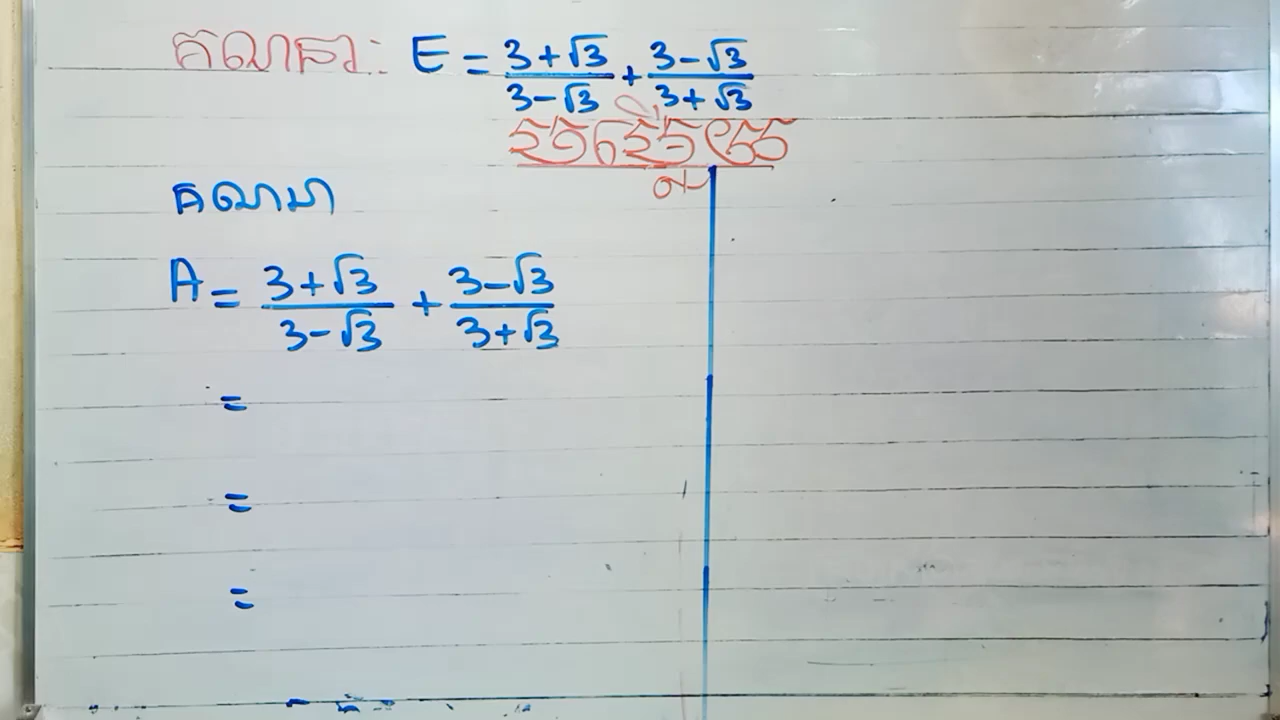 គណនា: E = 3+√3/3-√3 + 3-√3/3+√3
គណនា
A = 3+√3/3-√3 + 3-√3/3+√3
=
=
=